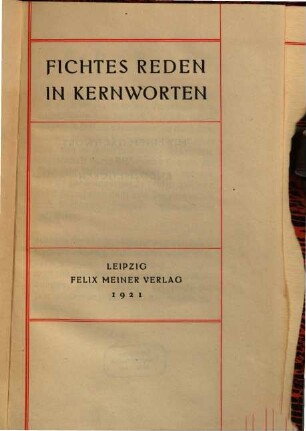 FICHTES REDEN
IN KERNWORTEN
LEIPZIG
FELIX MEINER VERLAG
1921